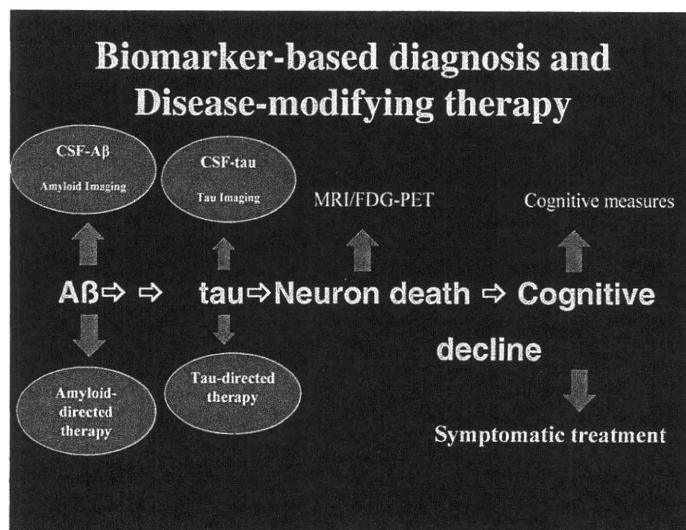 Biomarker-based diagnosis and
Disease-modifying therapy
CSF-Aβ
Amyloid Imaging
CSF-tau
Tau Imaging
MRI/FDG-PET
Cognitive measures
Aβ⇨ ⇨ tau⇨Neuron death ⇨ Cognitive
decline
Amyloid-
directed
therapy
Tau-directed
therapy
Symptomatic treatment